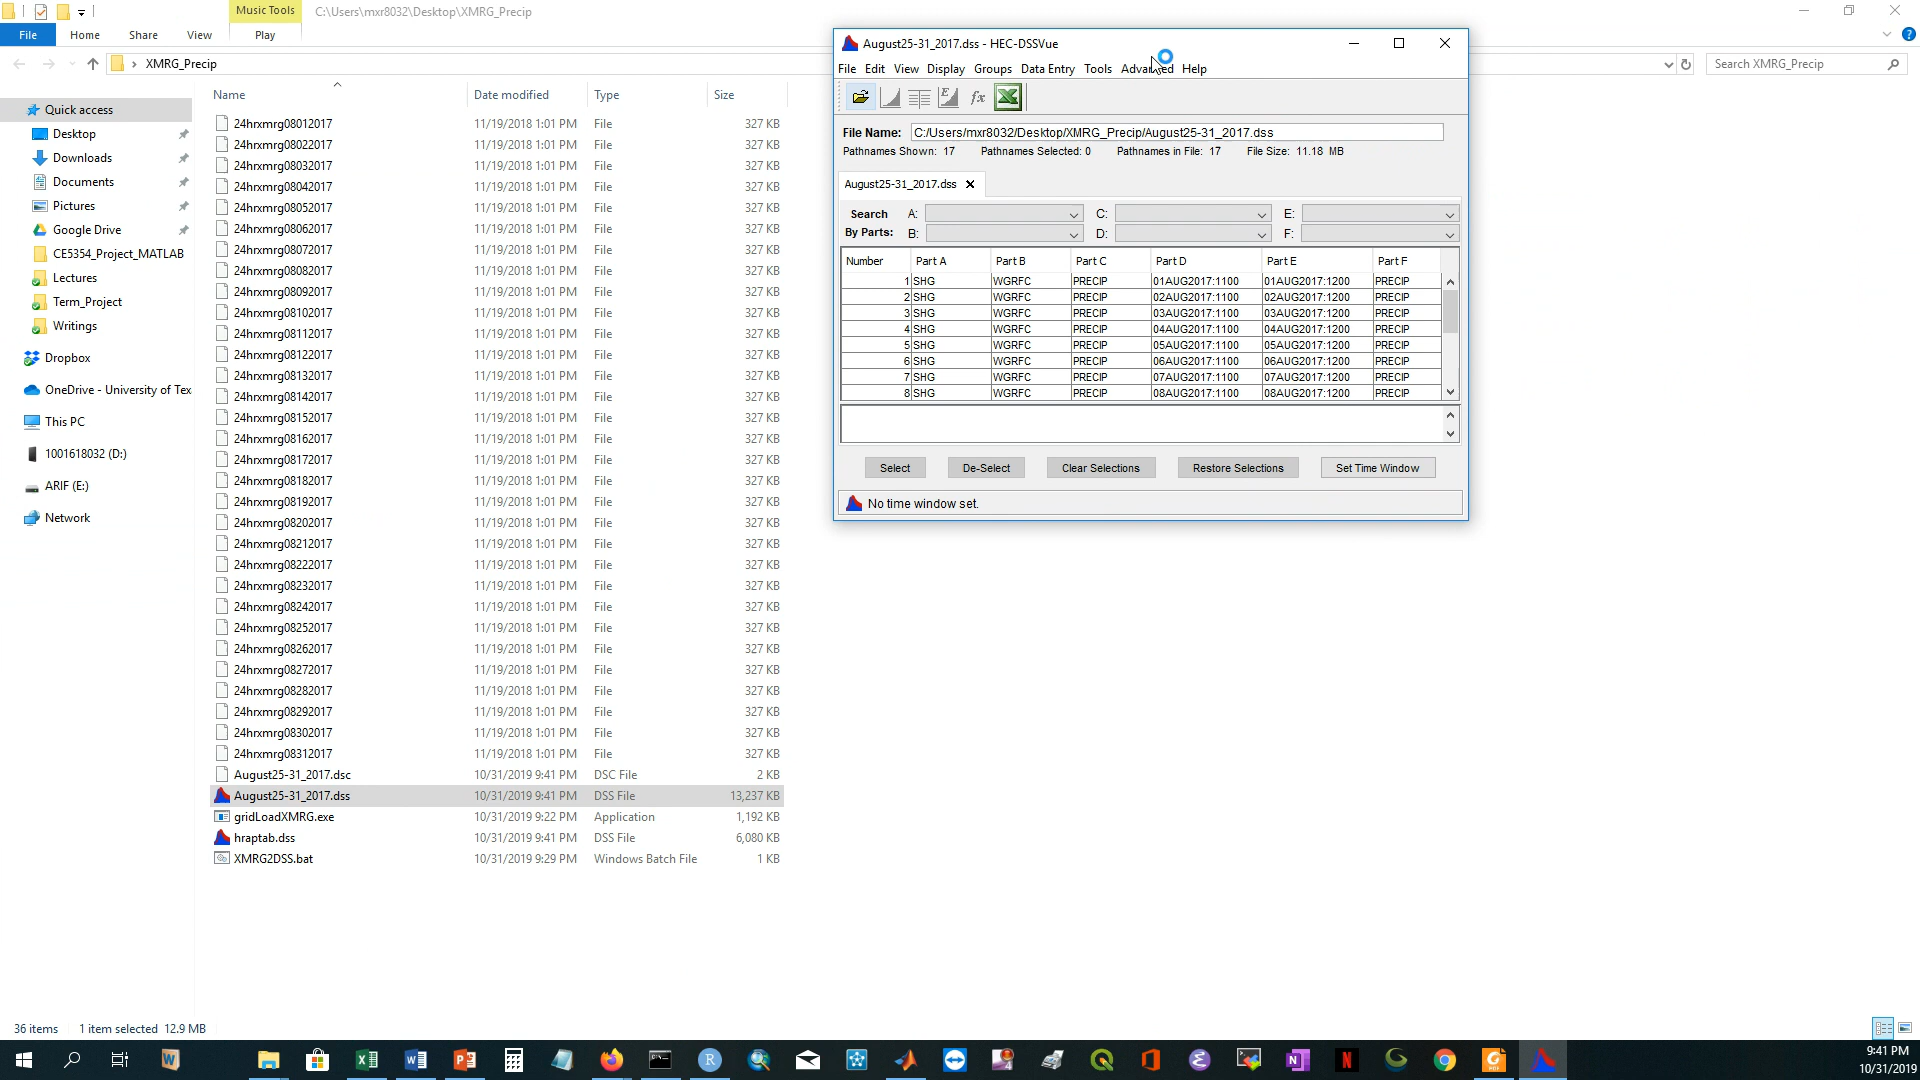 Music Tools
C:\Users\mxr8032\Desktop\XMRG_Precip
File Home Share View Play
XMRG_Precip
Search XMRG_Precip
Quick access
Desktop
Downloads
Documents
Pictures
Google Drive
CE5354_Project_MATLAB
Lectures
Term_Project
Writings
Dropbox
OneDrive - University of Tex
This PC
1001618032 (D:)
ARIF (E:)
Network
Name Date modified Type Size
24hrxmrg08012017 11/19/2018 1:01 PM File 327 KB
24hrxmrg08022017 11/19/2018 1:01 PM File 327 KB
24hrxmrg08032017 11/19/2018 1:01 PM File 327 KB
24hrxmrg08042017 11/19/2018 1:01 PM File 327 KB
24hrxmrg08052017 11/19/2018 1:01 PM File 327 KB
24hrxmrg08062017 11/19/2018 1:01 PM File 327 KB
24hrxmrg08072017 11/19/2018 1:01 PM File 327 KB
24hrxmrg08082017 11/19/2018 1:01 PM File 327 KB
24hrxmrg08092017 11/19/2018 1:01 PM File 327 KB
24hrxmrg08102017 11/19/2018 1:01 PM File 327 KB
24hrxmrg08112017 11/19/2018 1:01 PM File 327 KB
24hrxmrg08122017 11/19/2018 1:01 PM File 327 KB
24hrxmrg08132017 11/19/2018 1:01 PM File 327 KB
24hrxmrg08142017 11/19/2018 1:01 PM File 327 KB
24hrxmrg08152017 11/19/2018 1:01 PM File 327 KB
24hrxmrg08162017 11/19/2018 1:01 PM File 327 KB
24hrxmrg08172017 11/19/2018 1:01 PM File 327 KB
24hrxmrg08182017 11/19/2018 1:01 PM File 327 KB
24hrxmrg08192017 11/19/2018 1:01 PM File 327 KB
24hrxmrg08202017 11/19/2018 1:01 PM File 327 KB
24hrxmrg08212017 11/19/2018 1:01 PM File 327 KB
24hrxmrg08222017 11/19/2018 1:01 PM File 327 KB
24hrxmrg08232017 11/19/2018 1:01 PM File 327 KB
24hrxmrg08242017 11/19/2018 1:01 PM File 327 KB
24hrxmrg08252017 11/19/2018 1:01 PM File 327 KB
24hrxmrg08262017 11/19/2018 1:01 PM File 327 KB
24hrxmrg08272017 11/19/2018 1:01 PM File 327 KB
24hrxmrg08282017 11/19/2018 1:01 PM File 327 KB
24hrxmrg08292017 11/19/2018 1:01 PM File 327 KB
24hrxmrg08302017 11/19/2018 1:01 PM File 327 KB
24hrxmrg08312017 11/19/2018 1:01 PM File 327 KB
August25-31_2017.dsc 10/31/2019 9:41 PM DSC File 2 KB
August25-31_2017.dss 10/31/2019 9:41 PM DSS File 13,237 KB
gridLoadXMRG.exe 10/31/2019 9:22 PM Application 1,192 KB
hraptab.dss 10/31/2019 9:41 PM DSS File 6,080 KB
XMRG2DSS.bat 10/31/2019 9:29 PM Windows Batch File 1 KB
August25-31_2017.dss - HEC-DSSVue
File Edit View Display Groups Data Entry Tools Advanced Help
fx
File Name: C:/Users/mxr8032/Desktop/XMRG_Precip/August25-31_2017.dss
Pathnames Shown: 17 Pathnames Selected: 0 Pathnames in File: 17 File Size: 11.18 MB
August25-31_2017.dss
Search A: C: E:
By Parts: B: D: F:
Number Part A Part B Part C Part D Part E Part F
1 SHG WGRFC PRECIP 01AUG2017:1100 01AUG2017:1200 PRECIP
2 SHG WGRFC PRECIP 02AUG2017:1100 02AUG2017:1200 PRECIP
3 SHG WGRFC PRECIP 03AUG2017:1100 03AUG2017:1200 PRECIP
4 SHG WGRFC PRECIP 04AUG2017:1100 04AUG2017:1200 PRECIP
5 SHG WGRFC PRECIP 05AUG2017:1100 05AUG2017:1200 PRECIP
6 SHG WGRFC PRECIP 06AUG2017:1100 06AUG2017:1200 PRECIP
7 SHG WGRFC PRECIP 07AUG2017:1100 07AUG2017:1200 PRECIP
8 SHG WGRFC PRECIP 08AUG2017:1100 08AUG2017:1200 PRECIP
Select De-Select Clear Selections Restore Selections Set Time Window
No time window set.
36 items 1 item selected 12.9 MB
9:41 PM
10/31/2019